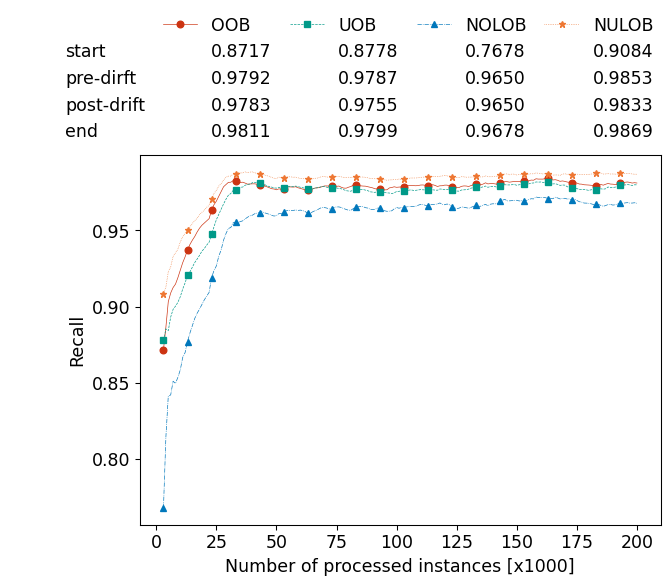 OOB UOB NOLOB NULOB
start 0.8717 0.8778 0.7678 0.9084
pre-dirft 0.9792 0.9787 0.9650 0.9853
post-drift 0.9783 0.9755 0.9650 0.9833
end 0.9811 0.9799 0.9678 0.9869
0.95
0.90
0.85
0.80
Recall
0 25 50 75 100 125 150 175 200
Number of processed instances [x1000]